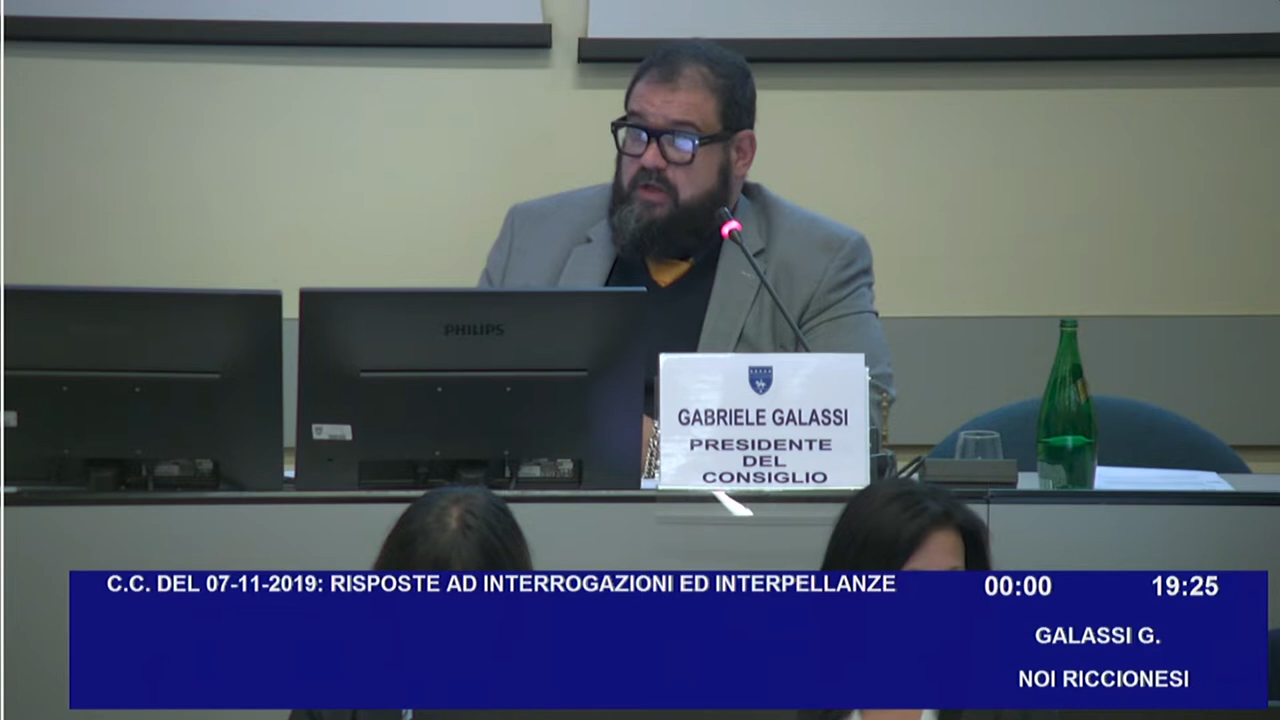 PHILIPS
GABRIELE GALASSI
PRESIDENTE
DEL
CONSIGLIO
C.C. DEL 07-11-2019: RISPOSTE AD INTERROGAZIONI ED INTERPELLANZE
00:00
19:25
GALASSI G.
NOI RICCIONESI